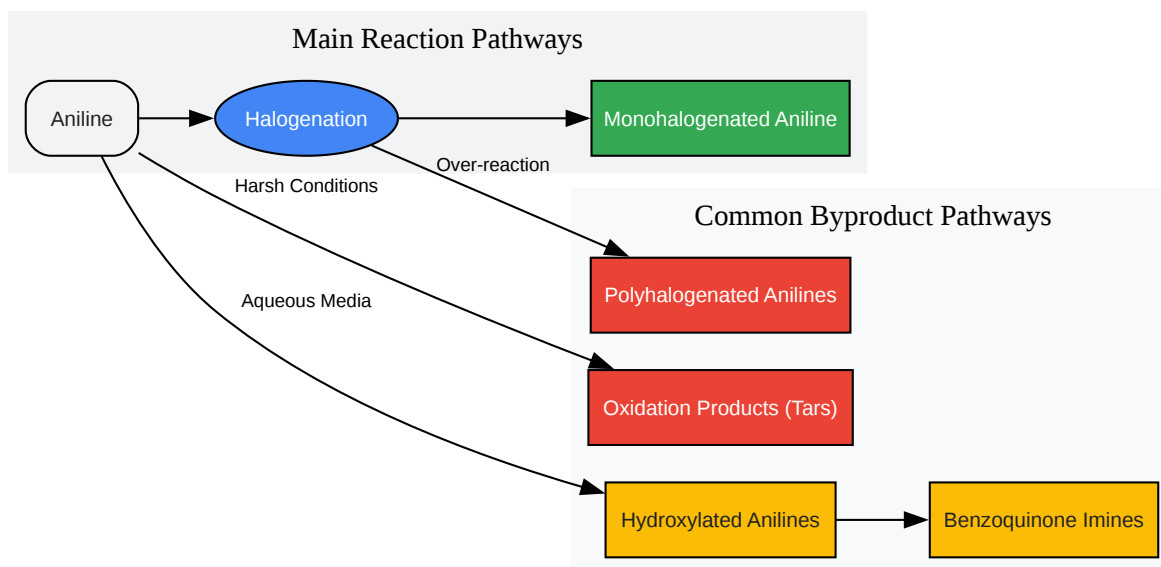 Main Reaction Pathways
Aniline
Halogenation
Monohalogenated Aniline
Over-reaction
Harsh Conditions
Common Byproduct Pathways
Polyhalogenated Anilines
Aqueous Media
Oxidation Products (Tars)
Hydroxylated Anilines
Benzoquinone Imines